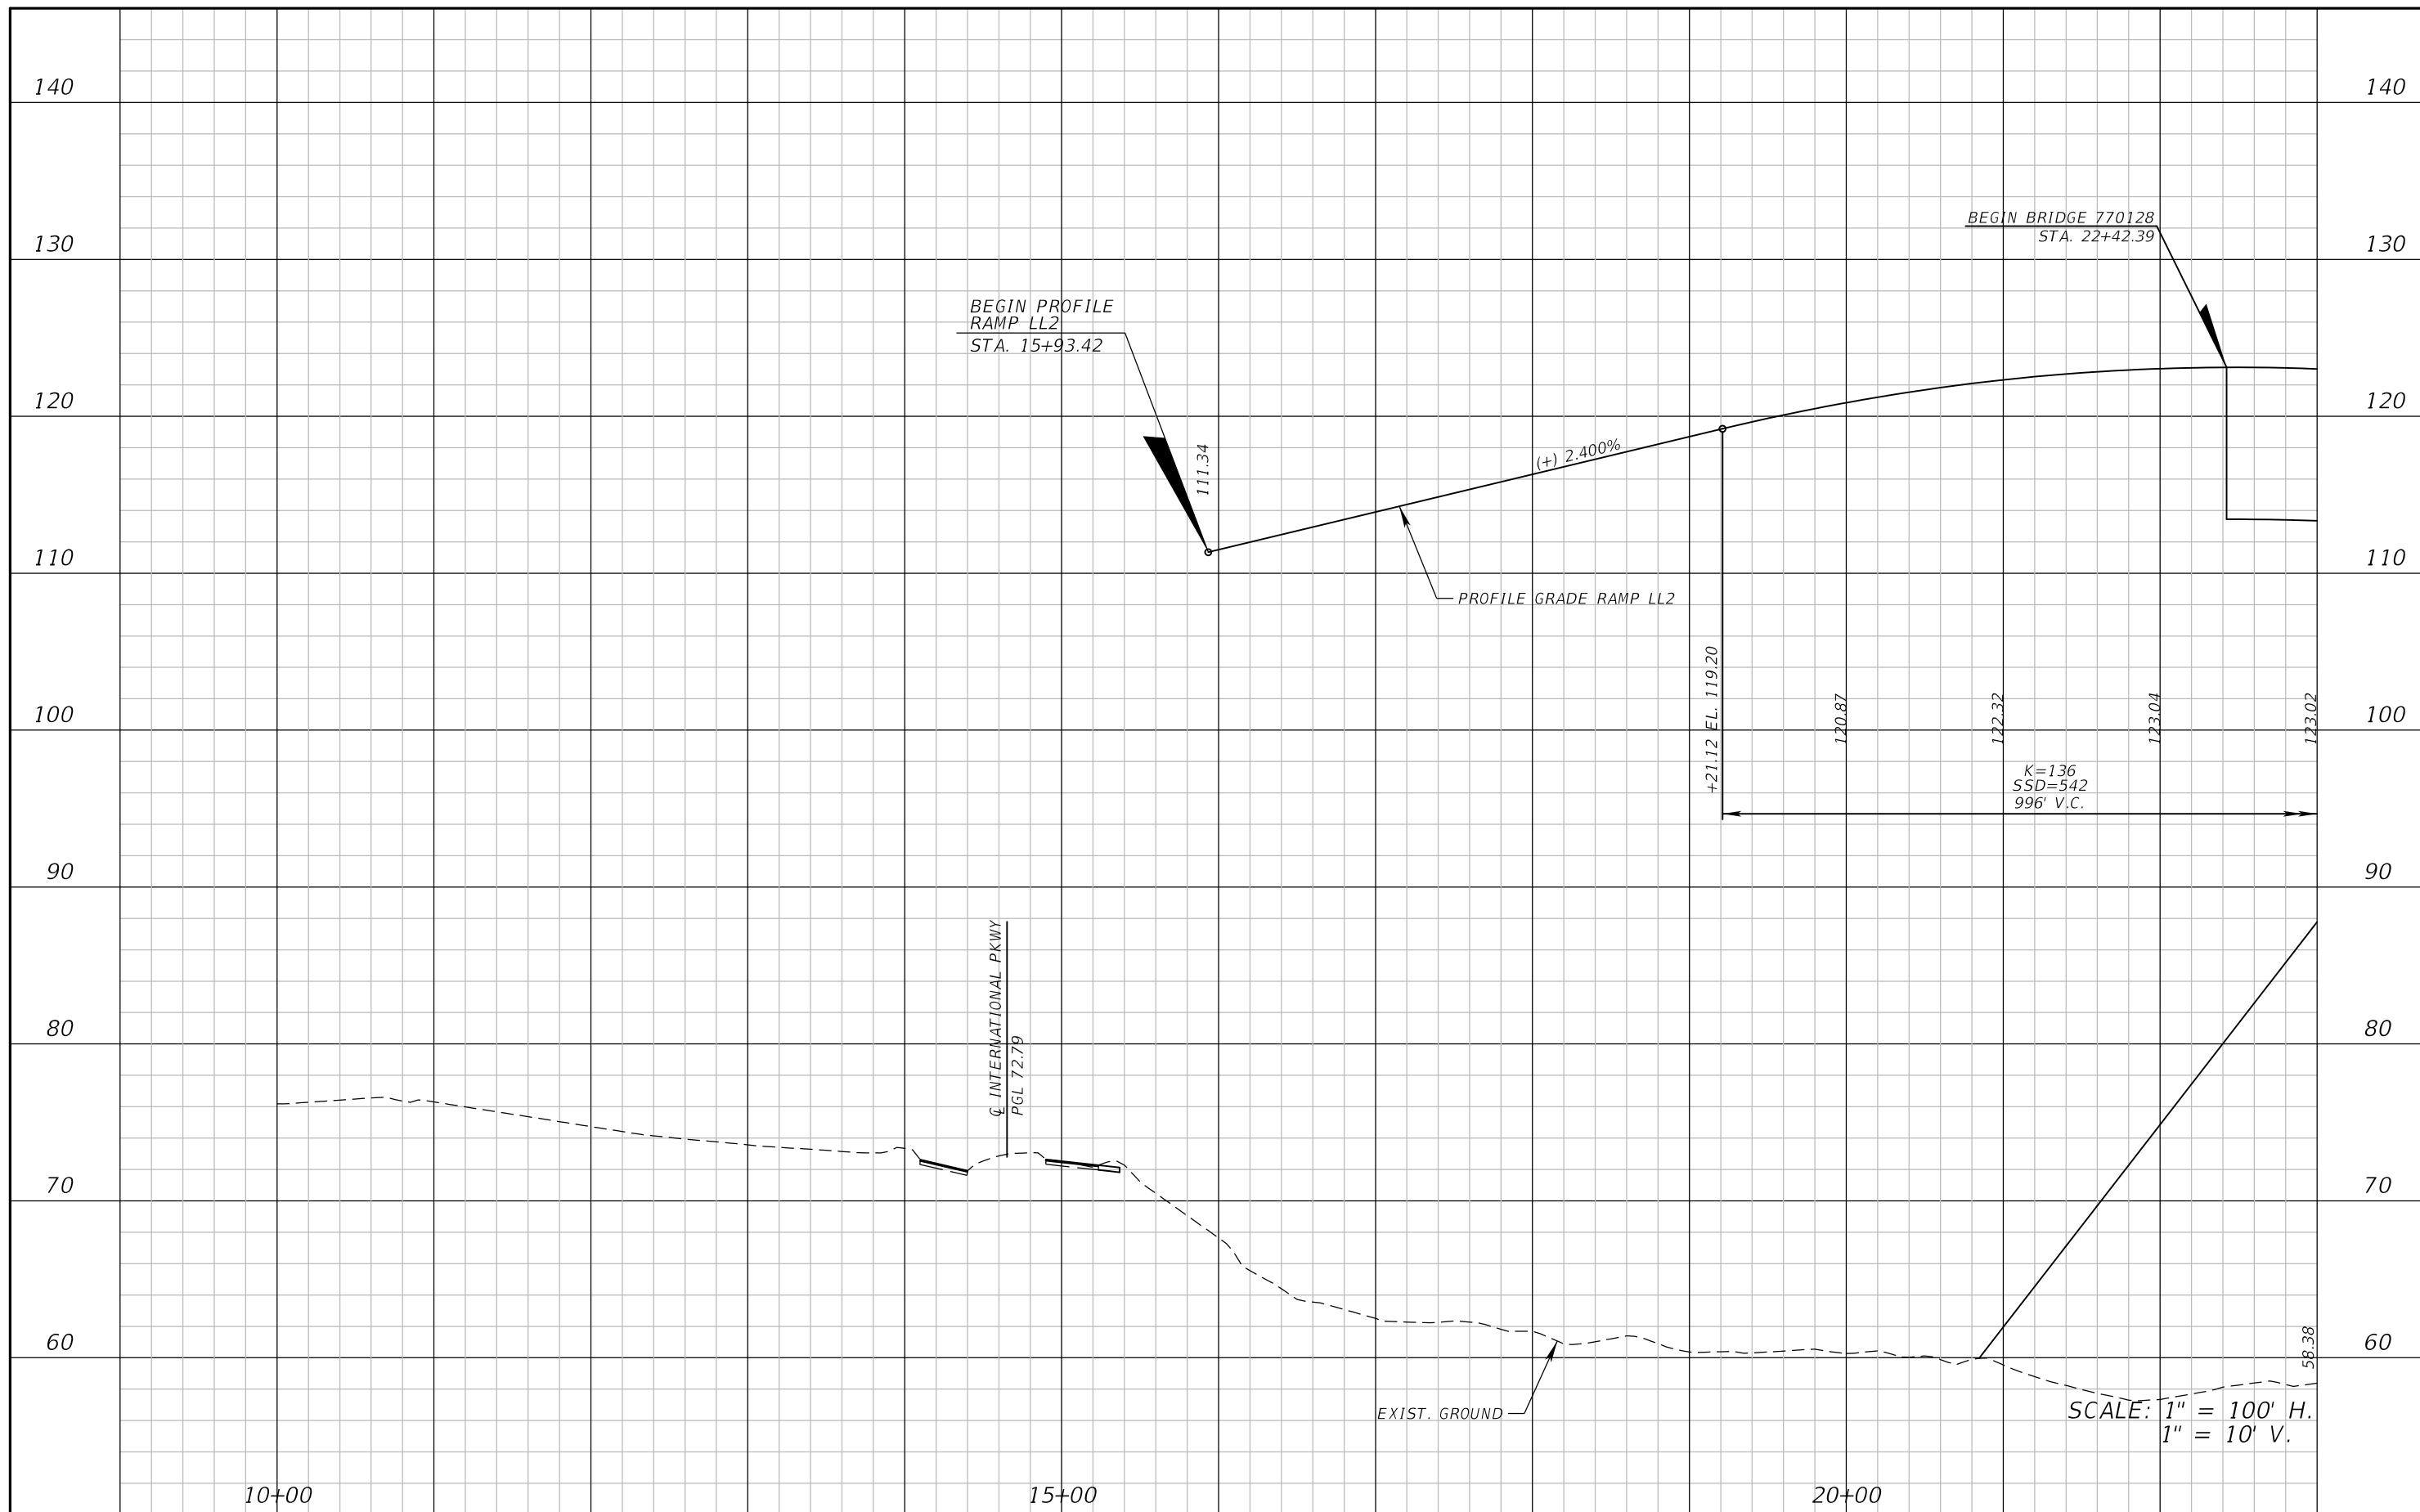 140
140
BEGIN BRIDGE 770128
STA. 22+42.39
130
130
BEGIN PROFILE
RAMP LL2
STA. 15+93.42
120
120
111.34
(+) 2.400%
110
110
PROFILE GRADE RAMP LL2
+21.12 EL. 119.20
120.87
122.32
123.04
123.02
100
100
K=136
SSD=542
996' V.C.
90
90
℄ INTERNATIONAL PKWY
PGL 72.79
80
80
70
70
60
60
58.38
EXIST. GROUND
SCALE: 1" = 100' H.
1" = 10' V.
10+00
15+00
20+00